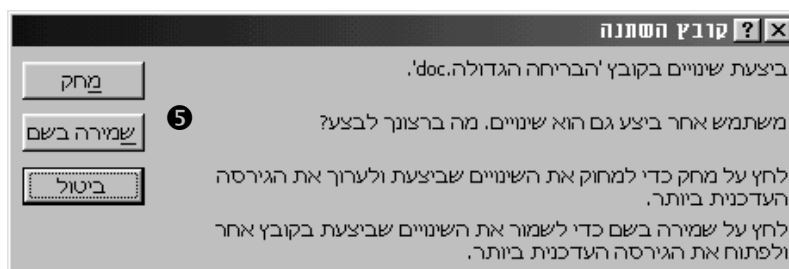 קובץ השתנה
ביצעת שינויים בקובץ 'הבריחה הגדולה.doc'.
משתמש אחר ביצע גם הוא שינויים. מה ברצונך לבצע?
לחץ על מחק כדי למחוק את השינויים שביצעת ולערוך את הגירסה
העדכנית ביותר.
לחץ על שמירה בשם כדי לשמור את השינויים שביצעת בקובץ אחר
ולפתוח את הגירסה העדכנית ביותר.
מחק
❺
שמירה בשם
ביטול